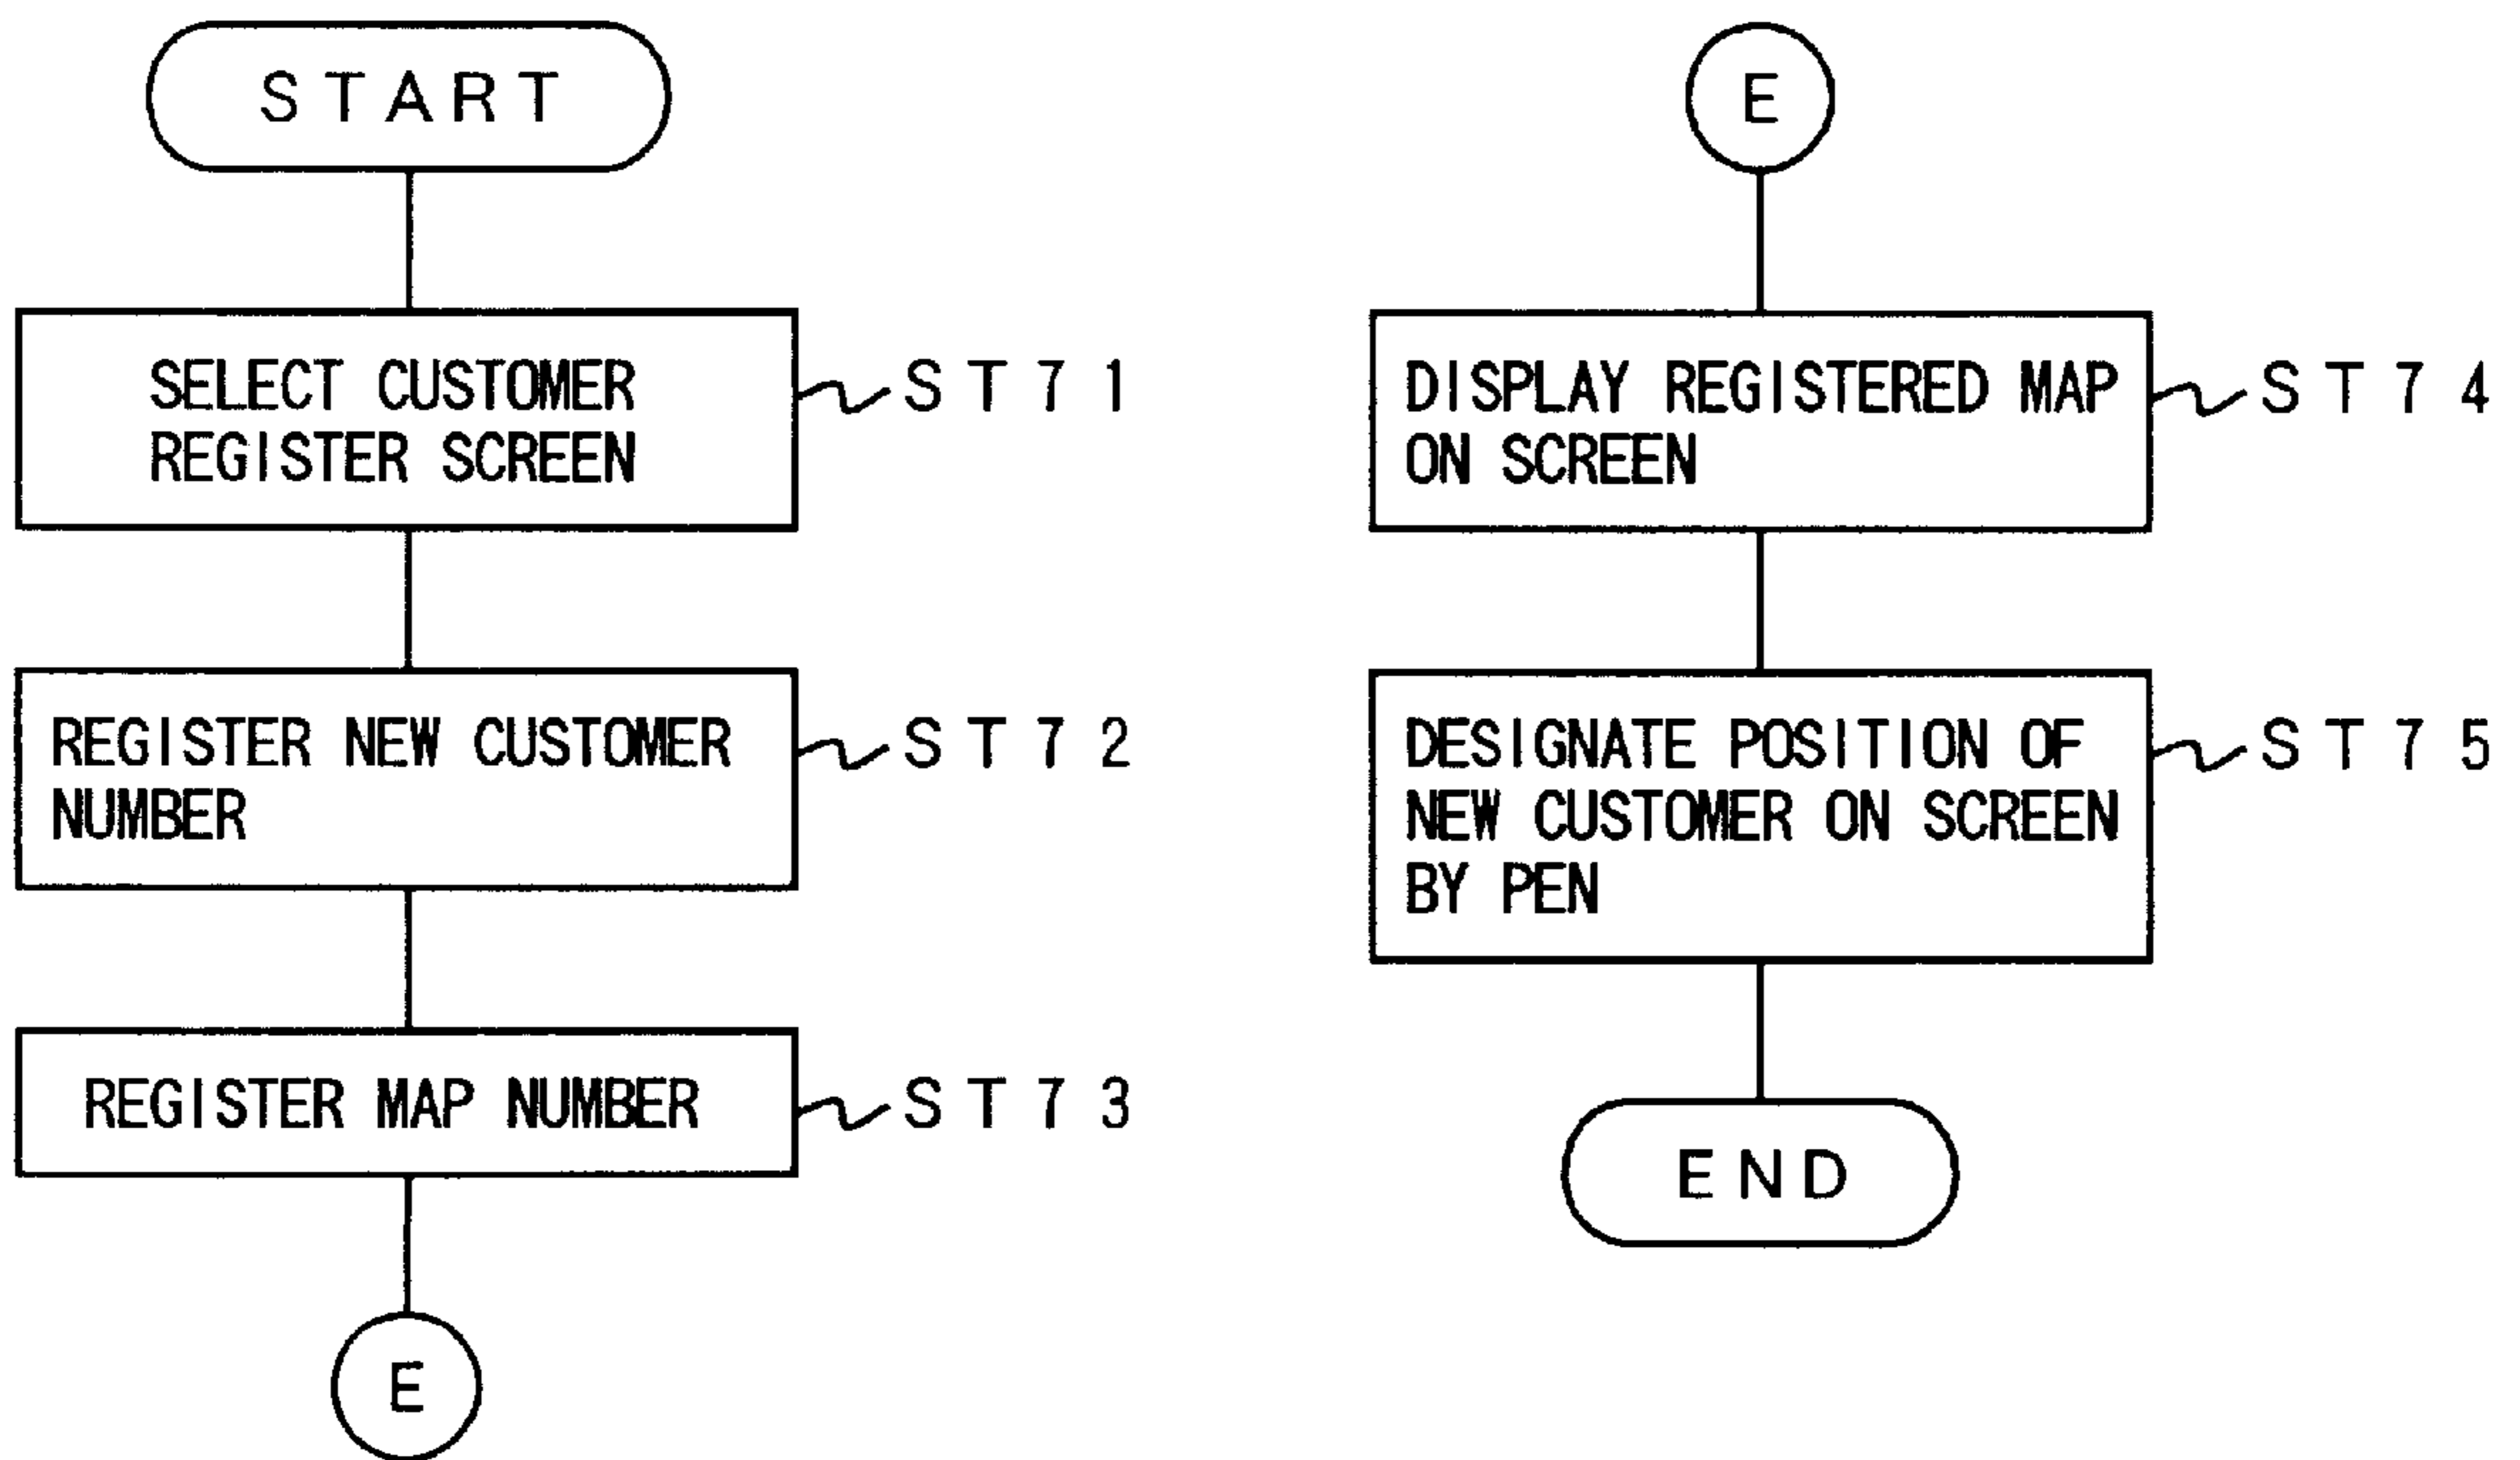 START
SELECT CUSTOMER
REGISTER SCREEN
ST71
REGISTER NEW CUSTOMER
NUMBER
ST72
REGISTER MAP NUMBER
ST73
E
E
DISPLAY REGISTERED MAP
ON SCREEN
ST74
DESIGNATE POSITION OF
NEW CUSTOMER ON SCREEN
BY PEN
ST75
END